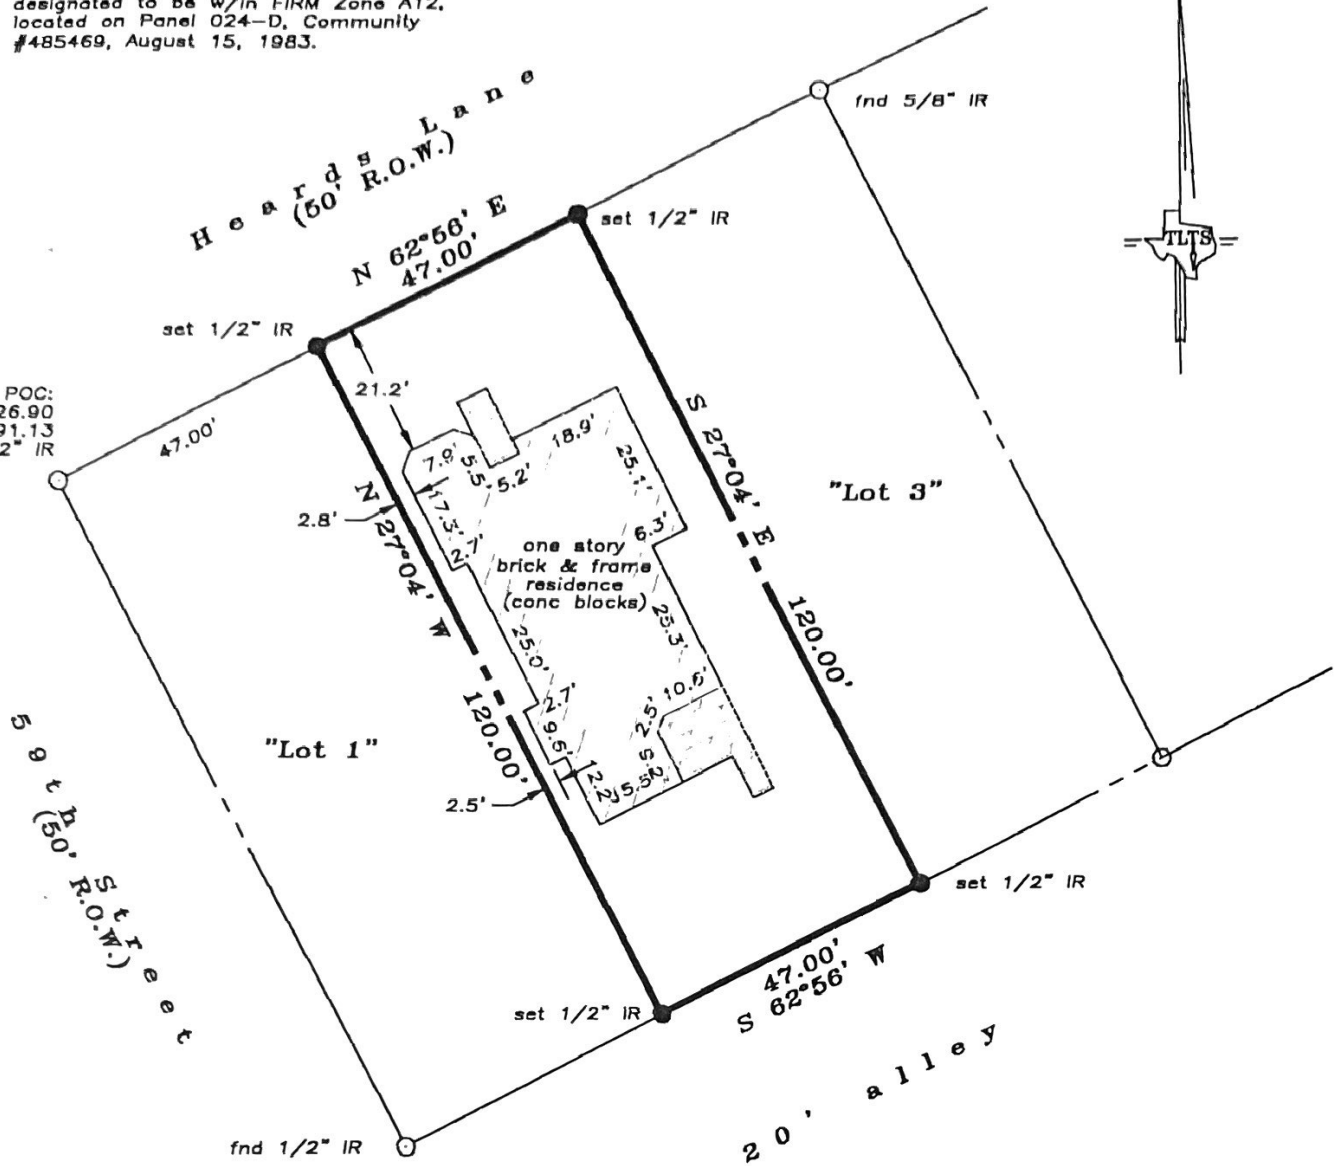 designated to be w/in FIRM Zone A12,
located on Panel 024-D, Community
#485469, August 15, 1983.
Heards Lane
(50' R.O.W.)
fnd 5/8" IR
N 62°56' E
47.00'
set 1/2" IR
TLTS
set 1/2" IR
POC:
26.90
91.13
2" IR
47.00'
21.2'
18.9'
7.9'
5.5'
5.2'
25.1'
S 27°04' E
120.00'
"Lot 3"
2.8'
17.3'
2.7'
6.3'
N 27°04' W
120.00'
one story
brick & frame
residence
(conc blocks)
25.0'
25.3'
2.7'
10.6'
2.5'
9.6'
12.2'
"Lot 1"
2.5'
59th Street
(50' R.O.W.)
set 1/2" IR
47.00'
S 62°56' W
set 1/2" IR
20' alley
fnd 1/2" IR